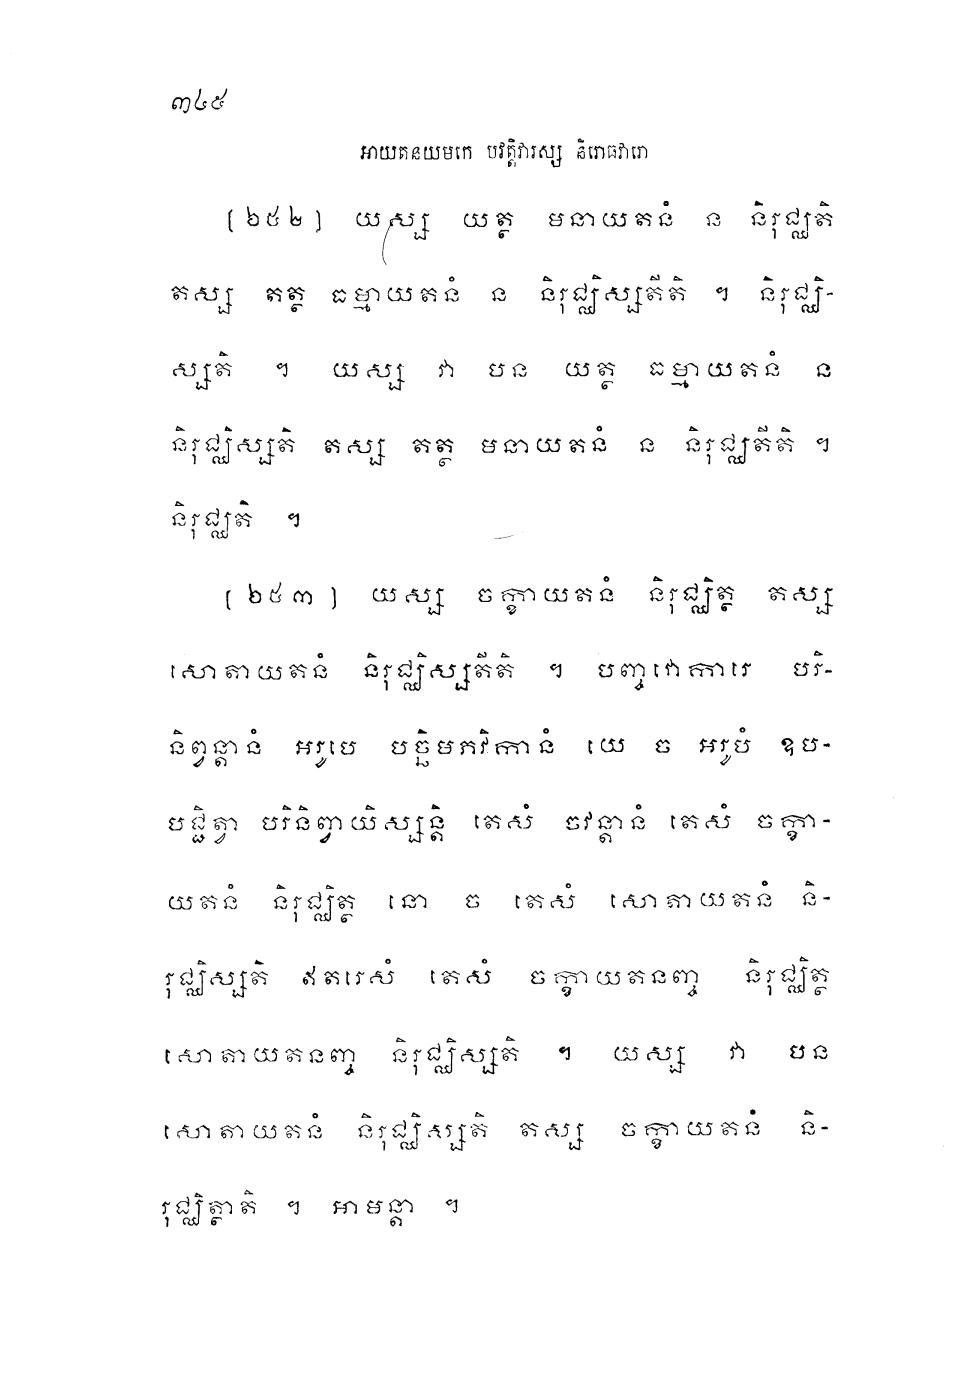 ៣៤៥
អាយតនយមកេ បវត្តិវារស្ស និរោធវារោ
[ ២៥២ ] យស្ស យត្ថ មនាយតនំ ន និរុជ្ឈតិ
តស្ស តត្ថ ធម្មាយតនំ ន និរុជ្ឈិស្សតីតិ ។ និរុជ្ឈិ-
ស្សតិ ។ យស្ស វា បន យត្ថ ធម្មាយតនំ ន
និរុជ្ឈិស្សតិ តស្ស តត្ថ មនាយតនំ ន និរុជ្ឈតីតិ ។
និរុជ្ឈតិ ។
[ ២៥៣ ] យស្ស ចក្ខាយតនំ និរុជ្ឈិត្ថ តស្ស
សោតាយតនំ និរុជ្ឈិស្សតីតិ ។ បញ្ចវោការេ បរិ-
និព្វន្តានំ អរូបេ បច្ឆិមភវិកានំ យេ ច អរូបំ ឧប-
បជ្ជិត្វា បរិនិព្វាយិស្សន្តិ តេសំ ចវន្តានំ តេសំ ចក្ខា-
យតនំ និរុជ្ឈិត្ថ នោ ច តេសំ សោតាយតនំ និ-
រុជ្ឈិស្សតិ ឥតរេសំ តេសំ ចក្ខាយតនញ្ច និរុជ្ឈិត្ថ
សោតាយតនញ្ច និរុជ្ឈិស្សតិ ។ យស្ស វា បន
សោតាយតនំ និរុជ្ឈិស្សតិ តស្ស ចក្ខាយតនំ និ-
រុជ្ឈិត្ថាតិ ។ អាមន្តា ។